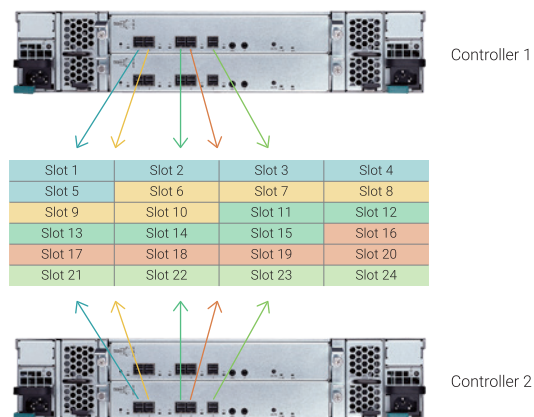 Controller 1
Slot 1 Slot 2 Slot 3 Slot 4
Slot 5 Slot 6 Slot 7 Slot 8
Slot 9 Slot 10 Slot 11 Slot 12
Slot 13 Slot 14 Slot 15 Slot 16
Slot 17 Slot 18 Slot 19 Slot 20
Slot 21 Slot 22 Slot 23 Slot 24
Controller 2